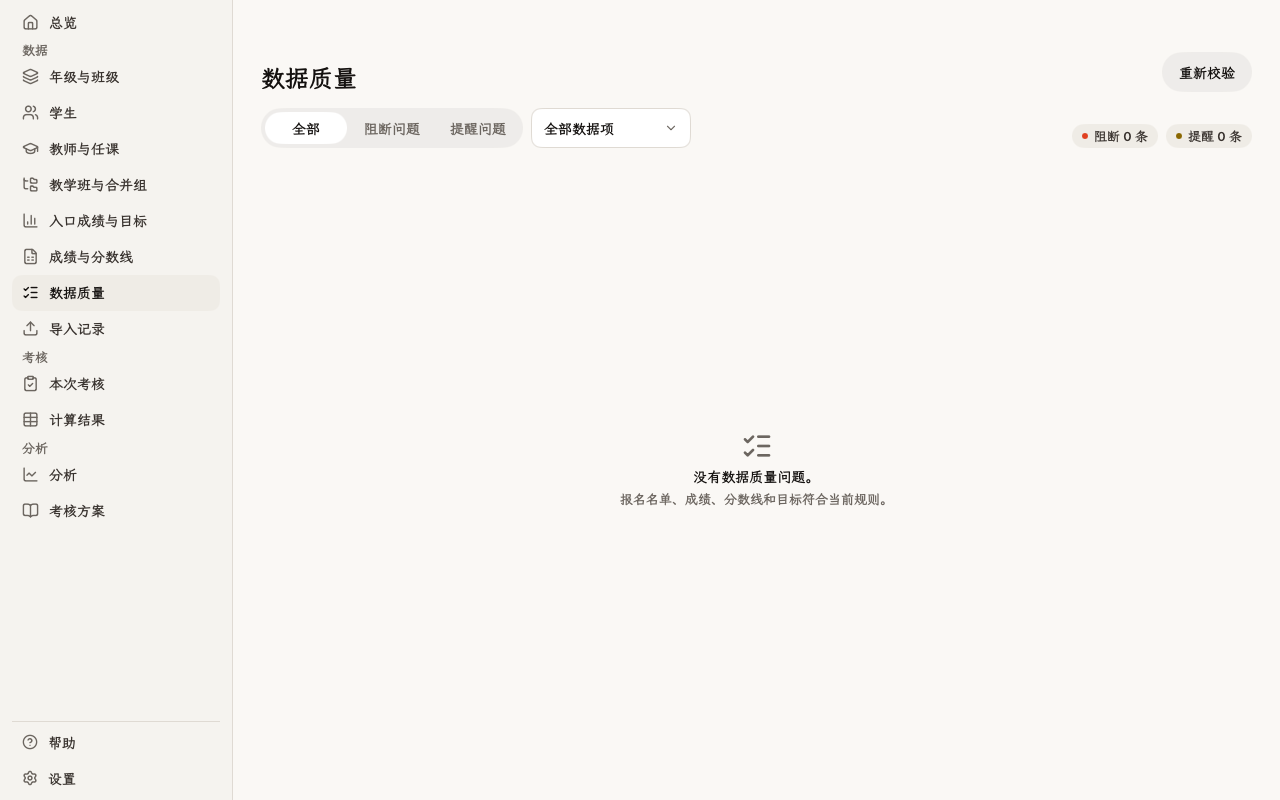 总览
数据
年级与班级
学生
教师与任课
教学班与合并组
入口成绩与目标
成绩与分数线
数据质量
导入记录
考核
本次考核
计算结果
分析
分析
考核方案
帮助
设置
数据质量
重新校验
全部
阻断问题
提醒问题
全部数据项
阻断 0 条
提醒 0 条
没有数据质量问题。
报名名单、成绩、分数线和目标符合当前规则。